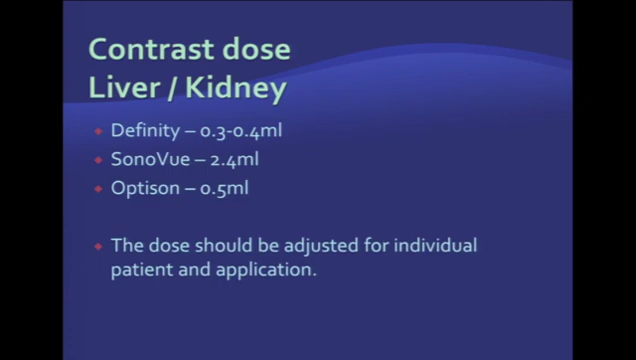 Contrast dose
Liver / Kidney
Definity – 0.3-0.4ml
SonoVue – 2.4ml
Optison – 0.5ml
The dose should be adjusted for individual
patient and application.